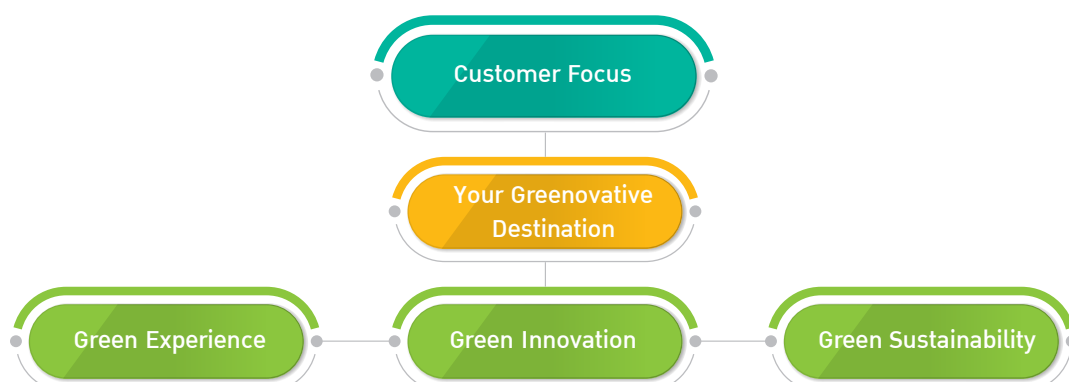 Customer Focus
Your Greenovative
Destination
Green Experience
Green Innovation
Green Sustainability